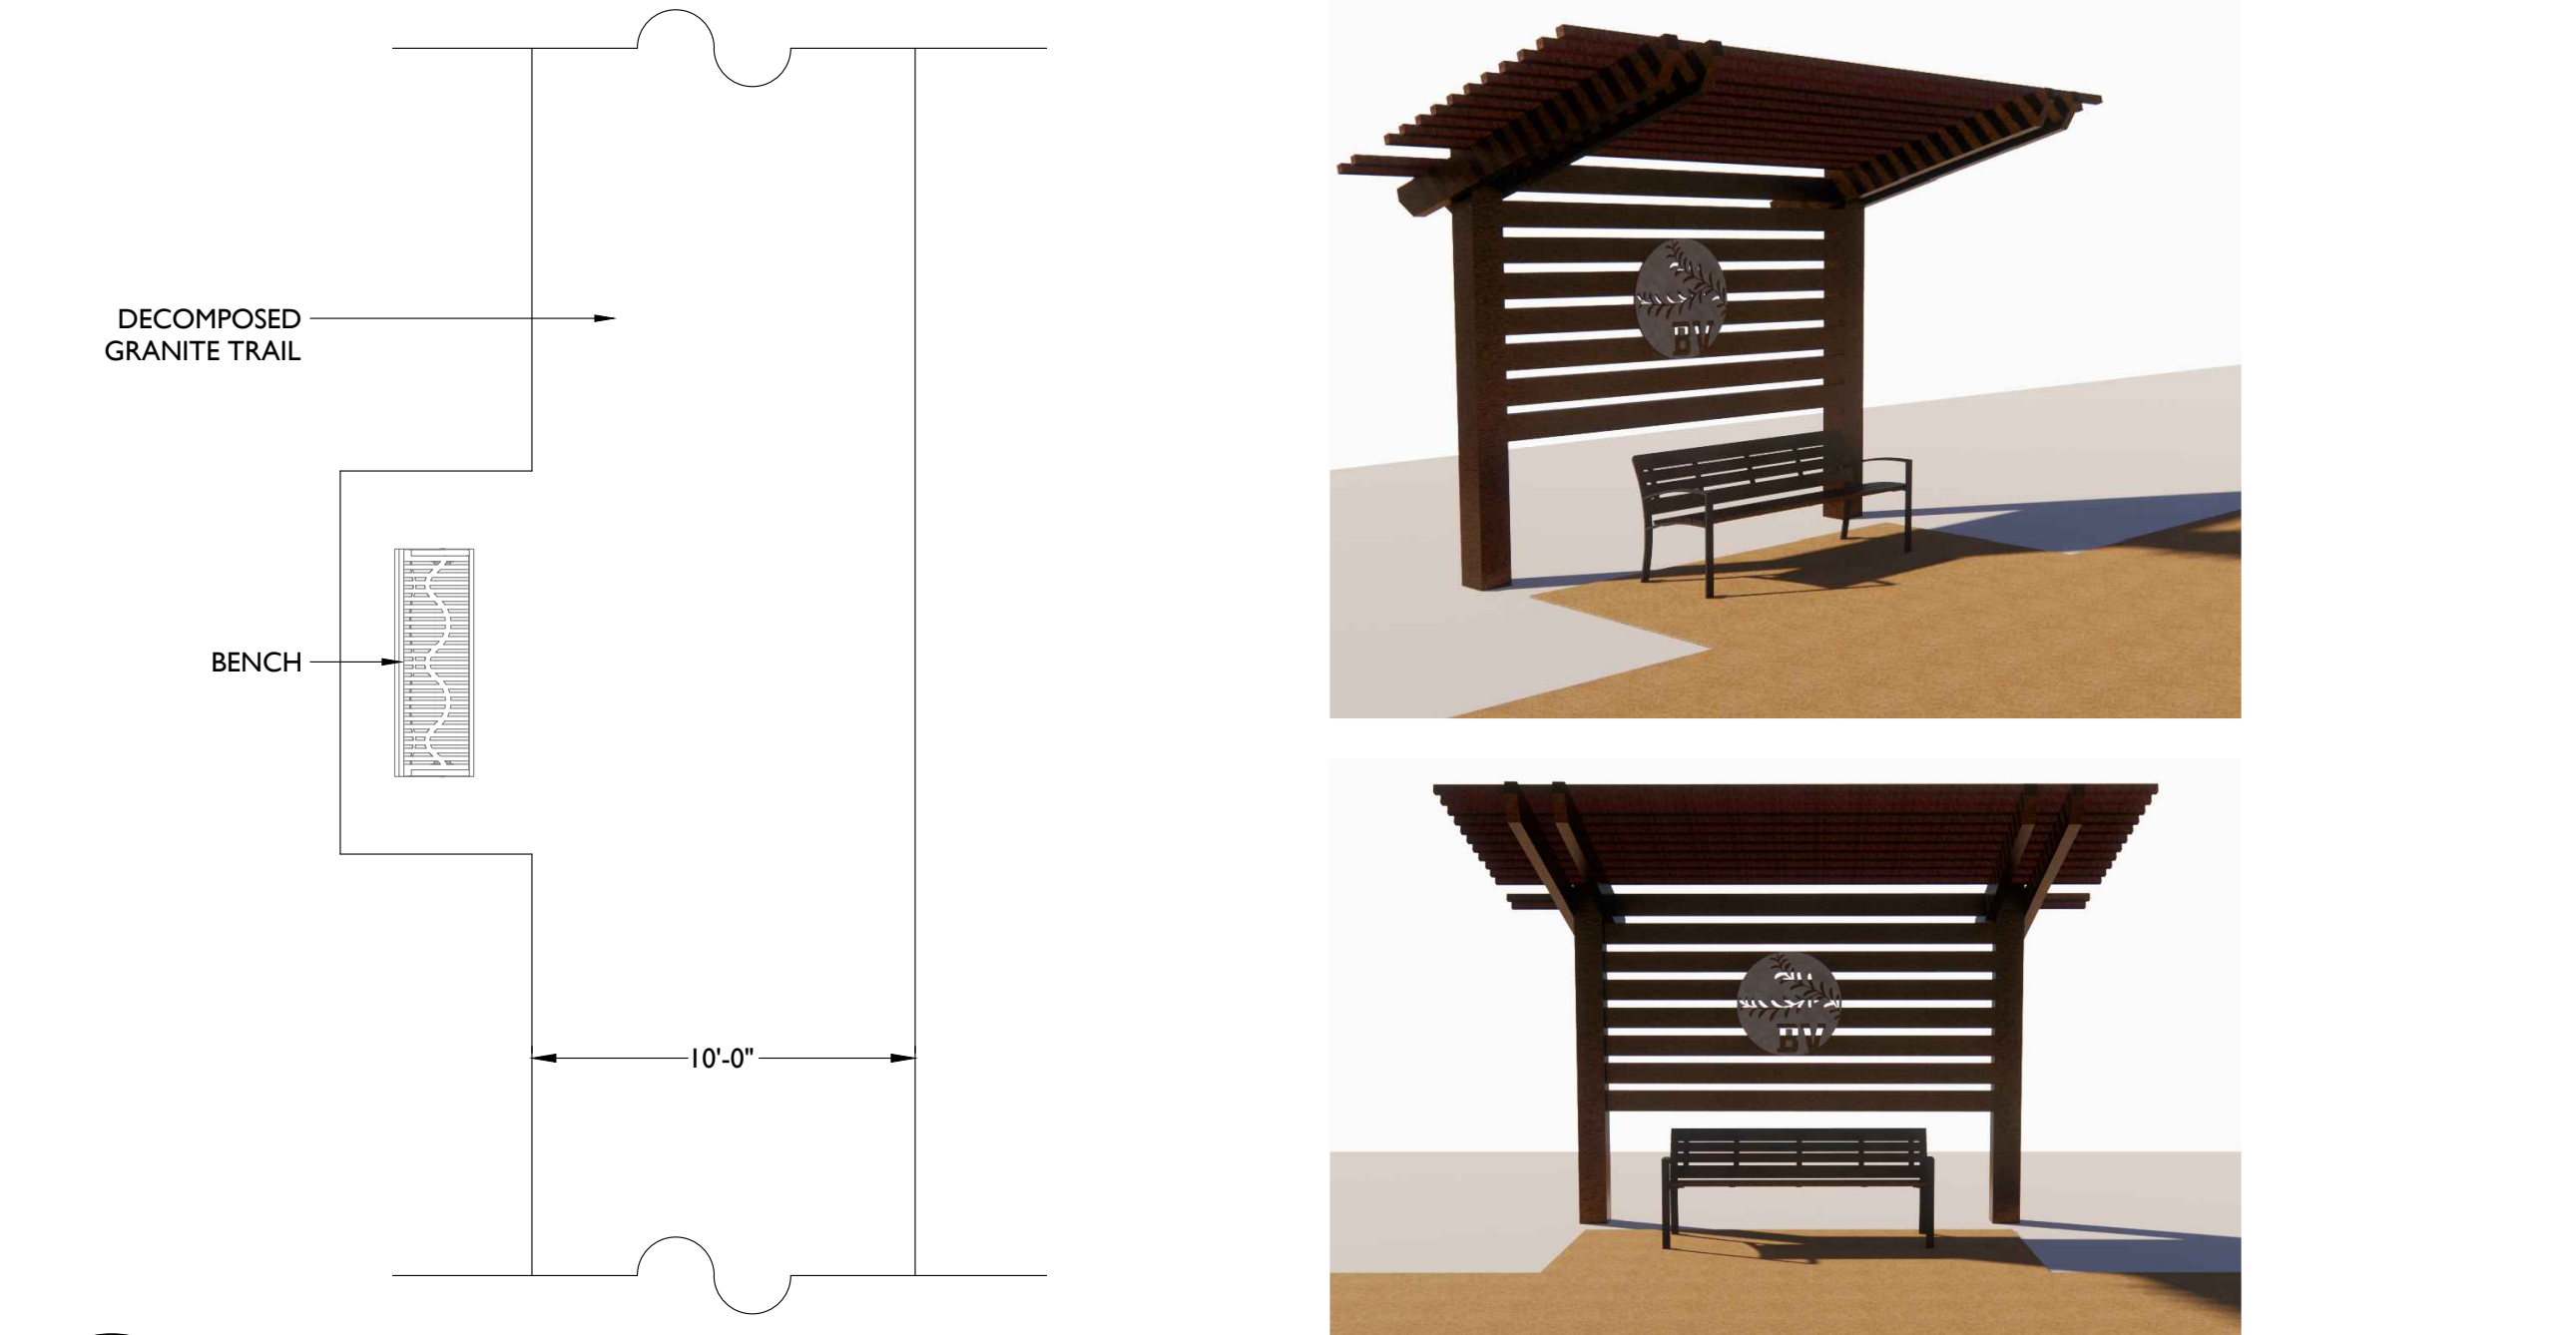 DECOMPOSED
GRANITE TRAIL
BENCH
10'-0"
BV
BV